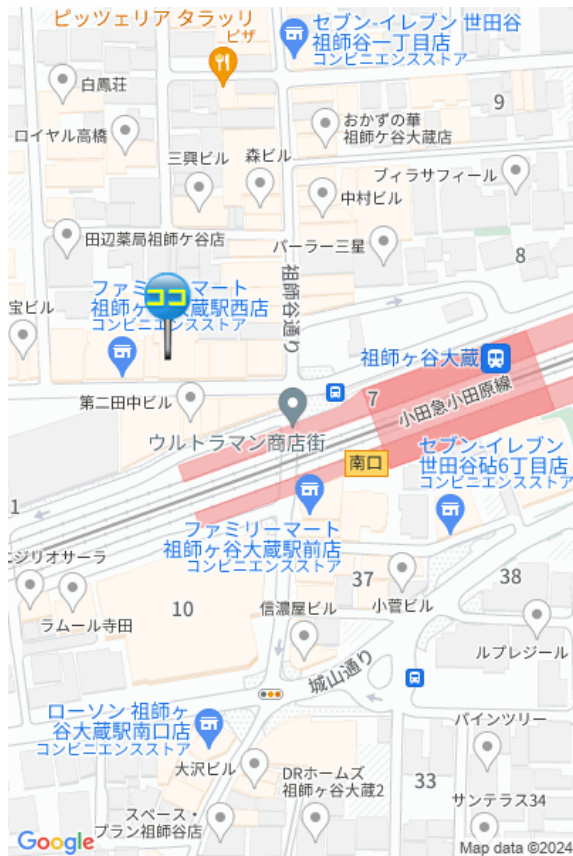 ピッツェリア タラッリ
ピザ
セブン-イレブン 世田谷
祖師谷一丁目店
コンビニエンスストア
白鳳荘
9
ロイヤル高橋
おかずの華
祖師ケ谷大蔵店
三興ビル
森ビル
ブィラサフィール
中村ビル
田辺薬局祖師ケ谷店
パーラー三星
8
祖師谷通り
ココ
マート
祖師ヶ
蔵駅西店
コンビニエンスストア
宝ビル
祖師ヶ谷大蔵
7
小田急小田原線
第二田中ビル
ウルトラマン商店街
南口
セブン-イレブン
世田谷砧6丁目店
コンビニエンスストア
1
ファミリーマート
祖師ヶ谷大蔵駅前店
コンビニエンスストア
ジリオサーラ
37
38
10
小菅ビル
信濃屋ビル
ラムール寺田
ルプレジール
城山通り
ローソン 祖師ヶ
谷大蔵駅南口店
コンビニエンスストア
パインツリー
大沢ビル
DRホームズ
祖師ヶ谷大蔵2
33
スペース・
プラン祖師谷店
サンテラス34
Google
Map data ©2024